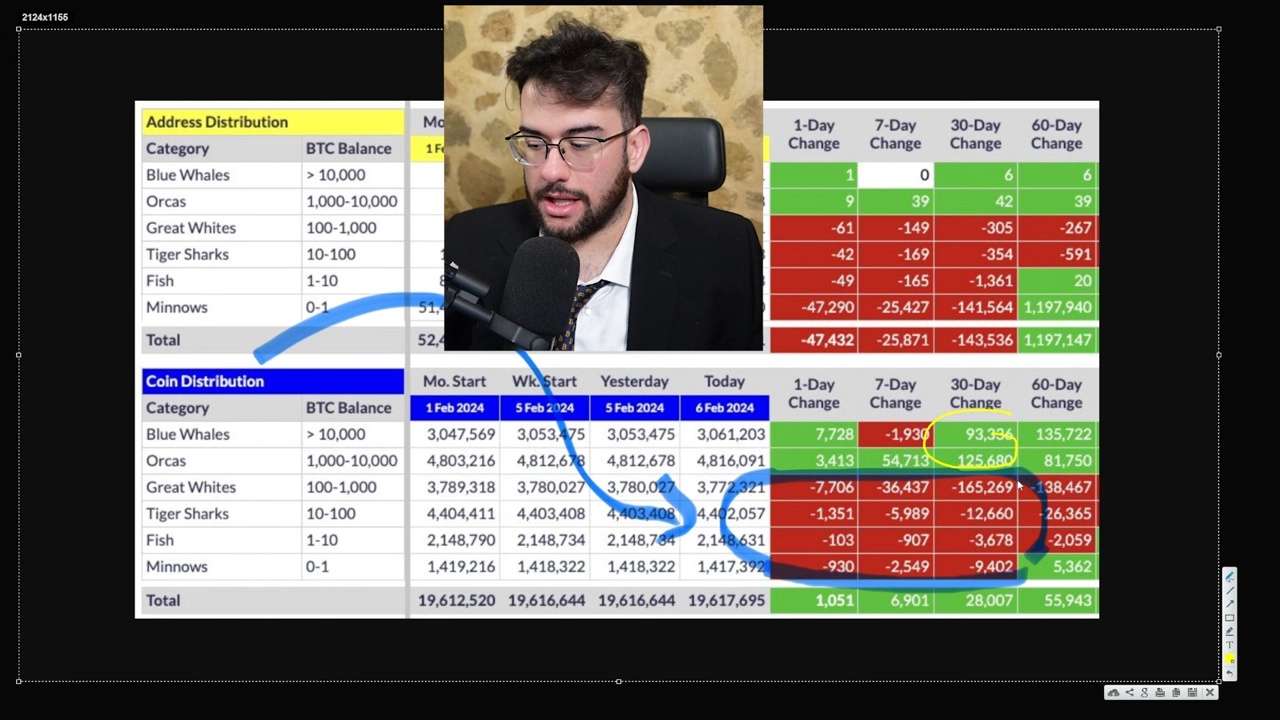 2124x1155
Address Distribution Mo. 1-Day 7-Day 30-Day 60-Day
Category BTC Balance 1 Fe Change Change Change Change
Blue Whales > 10,000 1 0 6 6
Orcas 1,000-10,000 9 39 42 39
Great Whites 100-1,000 -61 -149 -305 -267
Tiger Sharks 10-100 -42 -169 -354 -591
Fish 1-10 -49 -165 -1,361 20
Minnows 0-1 51, -47,290 -25,427 -141,564 1,197,940
Total 52, -47,432 -25,871 -143,536 1,197,147
Coin Distribution Mo. Start Wk. Start Yesterday Today 1-Day 7-Day 30-Day 60-Day
Category BTC Balance 1 Feb 2024 5 Feb 2024 5 Feb 2024 6 Feb 2024 Change Change Change Change
Blue Whales > 10,000 3,047,569 3,053,475 3,053,475 3,061,203 7,728 -1,930 93,336 135,722
Orcas 1,000-10,000 4,803,216 4,812,678 4,812,678 4,816,091 3,413 54,713 125,680 81,750
Great Whites 100-1,000 3,789,318 3,780,027 3,780,027 3,772,321 -7,706 -36,437 -165,269 -138,467
Tiger Sharks 10-100 4,404,411 4,403,408 4,403,408 4,402,057 -1,351 -5,989 -12,660 -26,365
Fish 1-10 2,148,790 2,148,734 2,148,734 2,148,631 -103 -907 -3,678 -2,059
Minnows 0-1 1,419,216 1,418,322 1,418,322 1,417,392 -930 -2,549 -9,402 5,362
Total 19,612,520 19,616,644 19,616,644 19,617,695 1,051 6,901 28,007 55,943